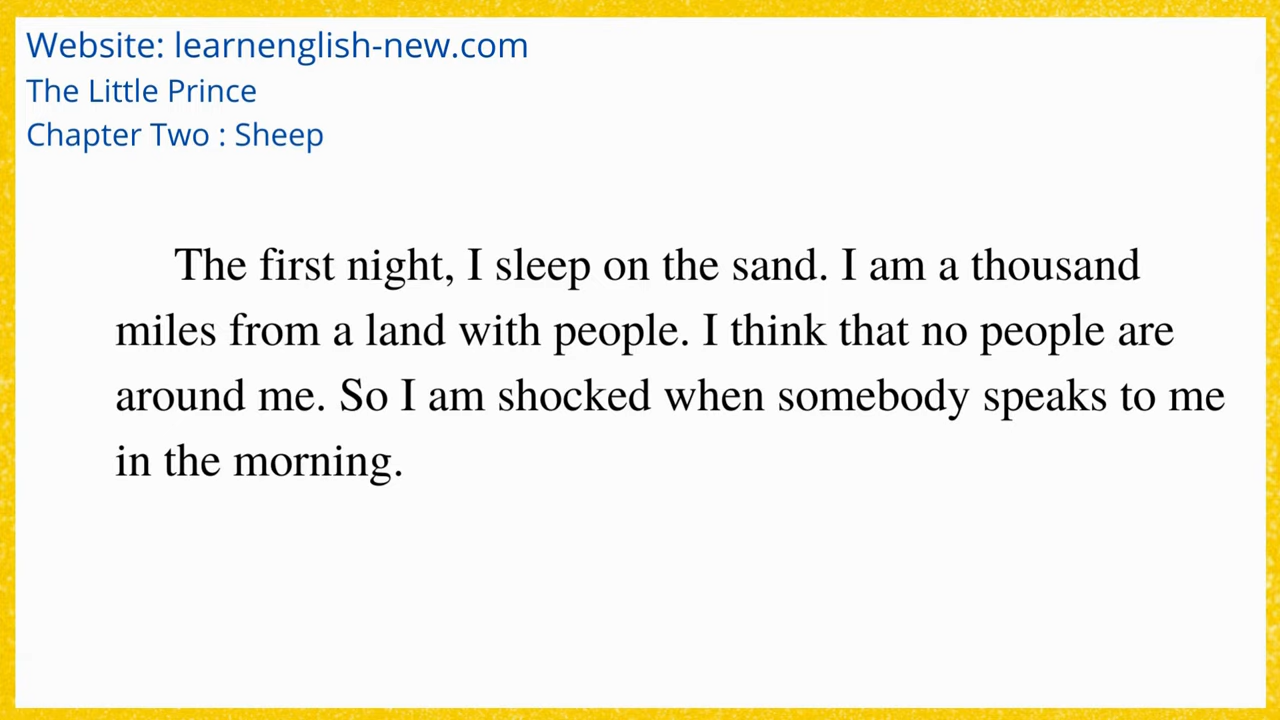 Website: learnenglish-new.com
The Little Prince
Chapter Two : Sheep
The first night, I sleep on the sand. I am a thousand
miles from a land with people. I think that no people are
around me. So I am shocked when somebody speaks to me
in the morning.